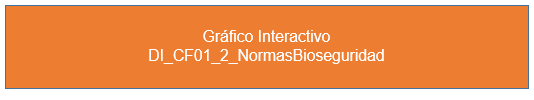 Gráfico Interactivo
DI_CF01_2_NormasBioseguridad